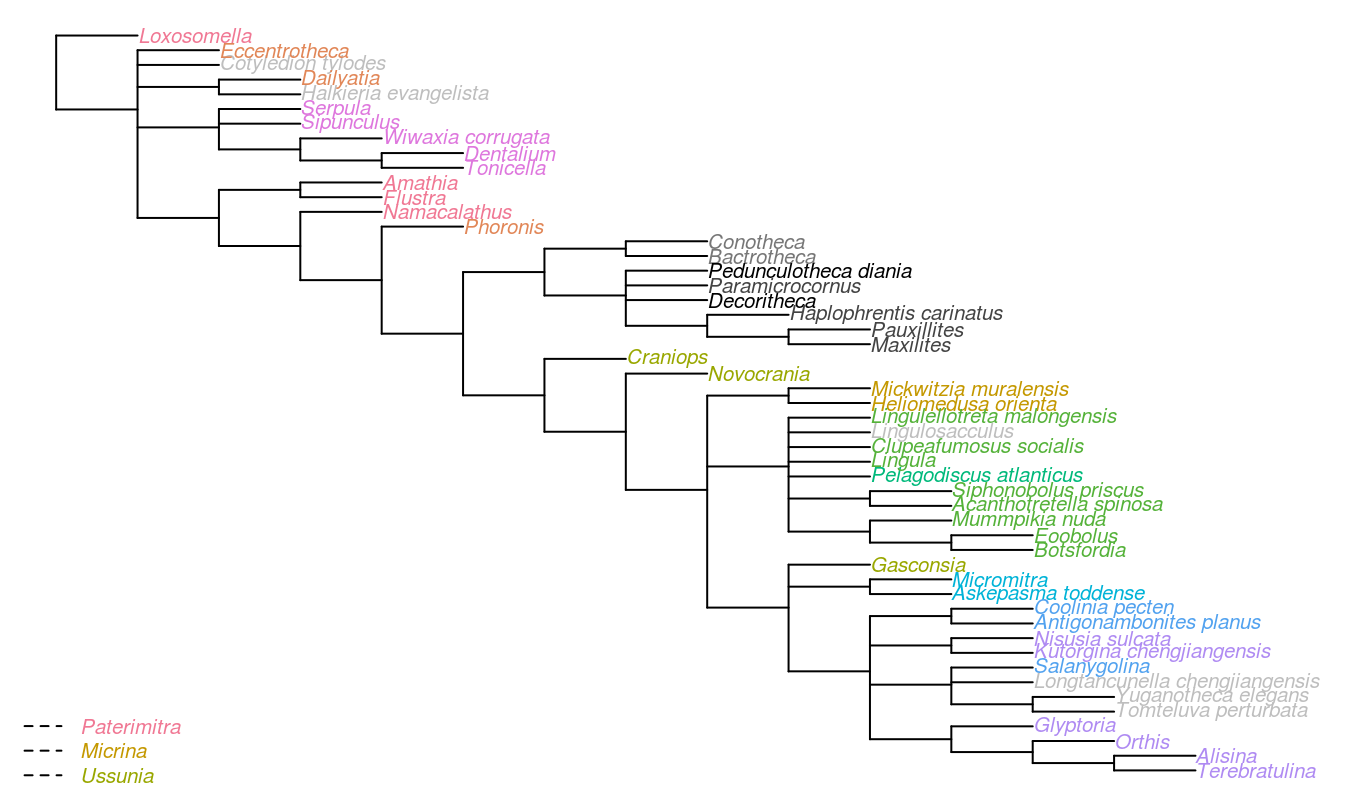 Loxosomella
Eccentrotheca
Cotyledion tylodes
Dailyatia
Halkieria evangelista
Serpula
Sipunculus
Wiwaxia corrugata
Dentalium
Tonicella
Amathia
Flustra
Namacalathus
Phoronis
Conotheca
Bactrotheca
Pedunculotheca diania
Paramicrocornus
Decoritheca
Haplophrentis carinatus
Pauxillites
Maxilites
Craniops
Novocrania
Mickwitzia muralensis
Heliomedusa orienta
Lingulellotreta malongensis
Lingulosacculus
Clupeafumosus socialis
Lingula
Pelagodiscus atlanticus
Siphonobolus priscus
Acanthotretella spinosa
Mummpikia nuda
Eoobolus
Botsfordia
Gasconsia
Micromitra
Askepasma toddense
Coolinia pecten
Antigonambonites planus
Nisusia sulcata
Kutorgina chengjiangensis
Salanygolina
Longtancunella chengjiangensis
Yuganotheca elegans
Tomteluva perturbata
Glyptoria
Orthis
Alisina
Terebratulina
Paterimitra
Micrina
Ussunia